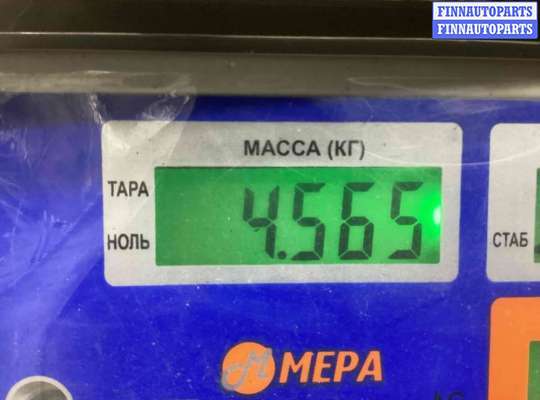 FINNAUTOPARTS
FINNAUTOPARTS
МАССА (КГ)
ТАРА
4.565
НОЛЬ
СТАБ
МЕРА